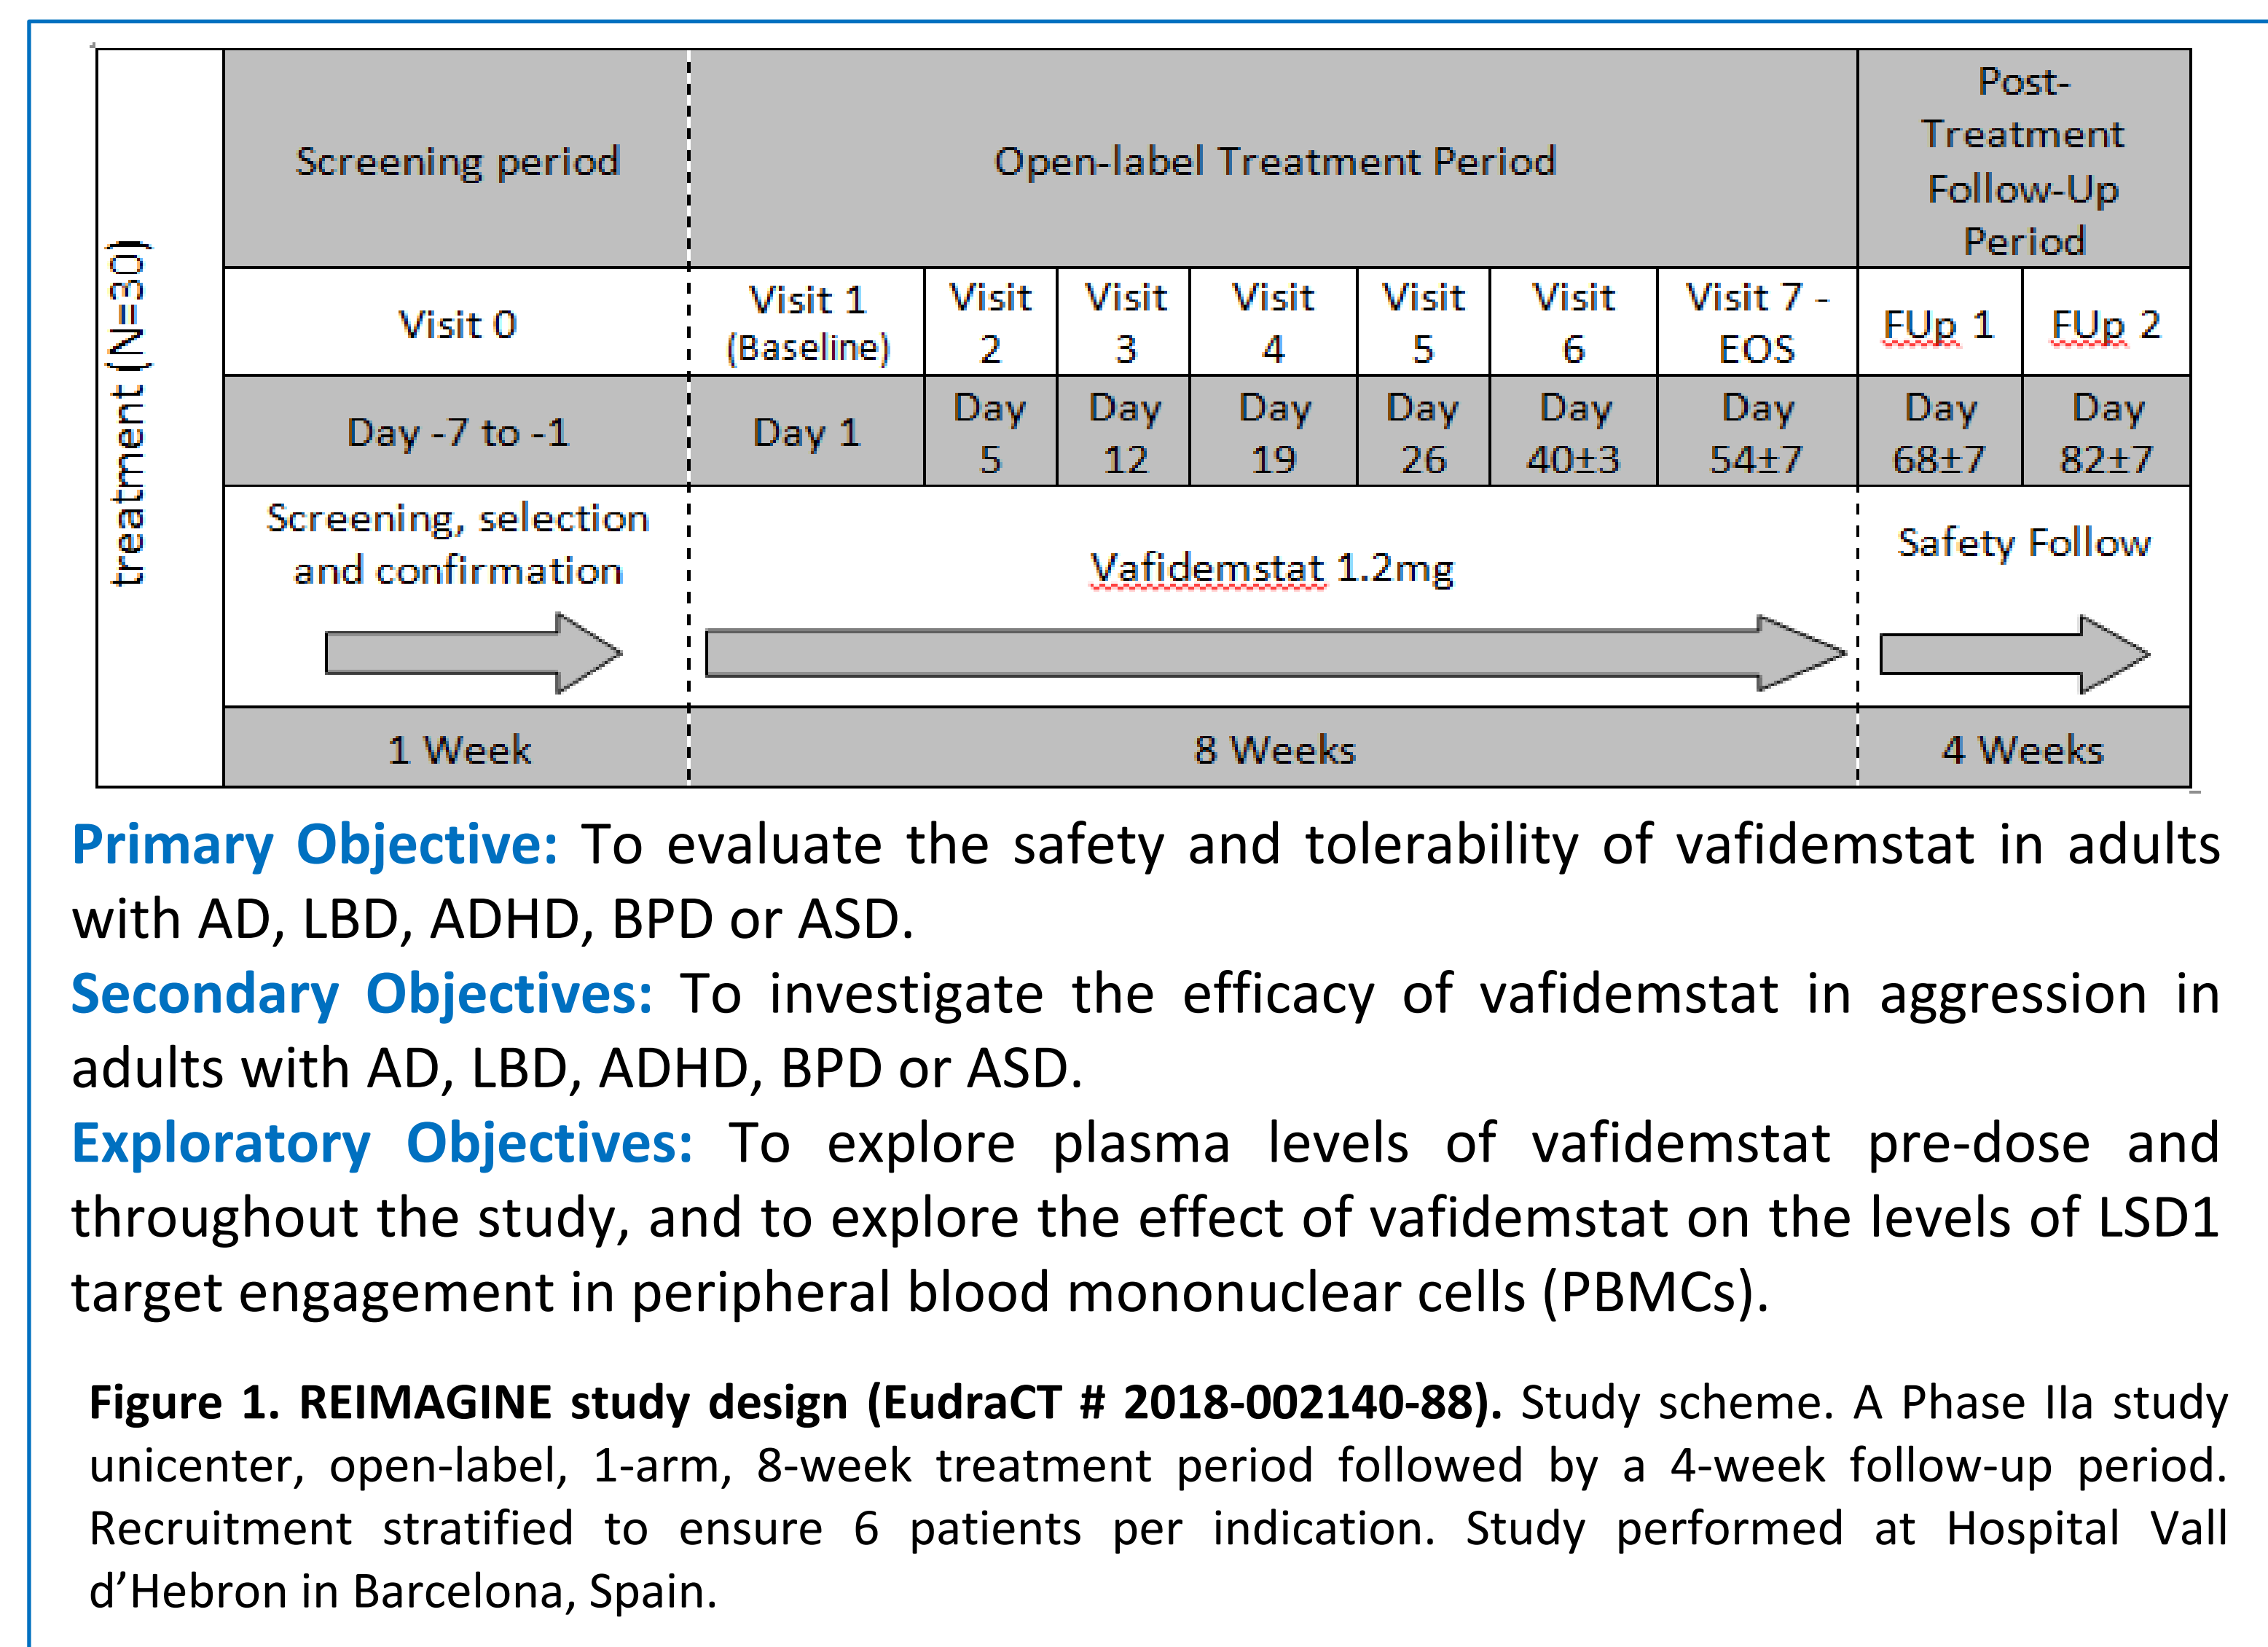 treatment (N=30)
Screening period
Open-label Treatment Period
Post-
Treatment
Follow-Up
Period
Visit 0
Visit 1
(Baseline)
Visit
2
Visit
3
Visit
4
Visit
5
Visit
6
Visit 7 -
EOS
FUp 1
FUp 2
Day -7 to -1
Day 1
Day
5
Day
12
Day
19
Day
26
Day
40±3
Day
54±7
Day
68±7
Day
82±7
Screening, selection
and confirmation
Vafidemstat 1.2mg
Safety Follow
1 Week
8 Weeks
4 Weeks
Primary Objective: To evaluate the safety and tolerability of vafidemstat in adults
with AD, LBD, ADHD, BPD or ASD.
Secondary Objectives: To investigate the efficacy of vafidemstat in aggression in
adults with AD, LBD, ADHD, BPD or ASD.
Exploratory Objectives: To explore plasma levels of vafidemstat pre-dose and
throughout the study, and to explore the effect of vafidemstat on the levels of LSD1
target engagement in peripheral blood mononuclear cells (PBMCs).
Figure 1. REIMAGINE study design (EudraCT # 2018-002140-88). Study scheme. A Phase IIa study
unicenter, open-label, 1-arm, 8-week treatment period followed by a 4-week follow-up period.
Recruitment stratified to ensure 6 patients per indication. Study performed at Hospital Vall
d’Hebron in Barcelona, Spain.